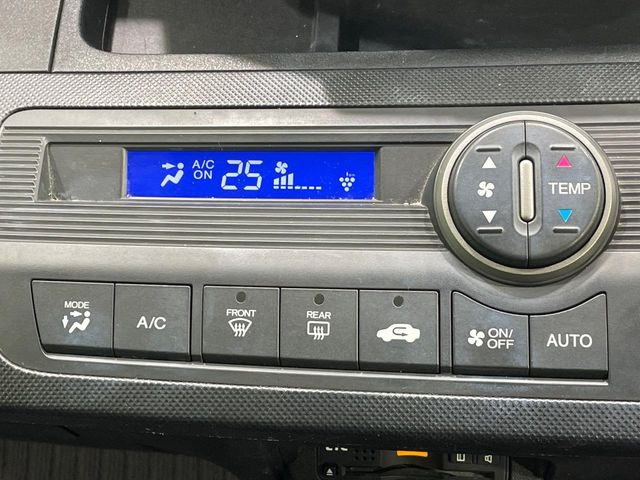 A/C
ON
25
TEMP
MODE
A/C
FRONT
REAR
ON/
OFF
AUTO